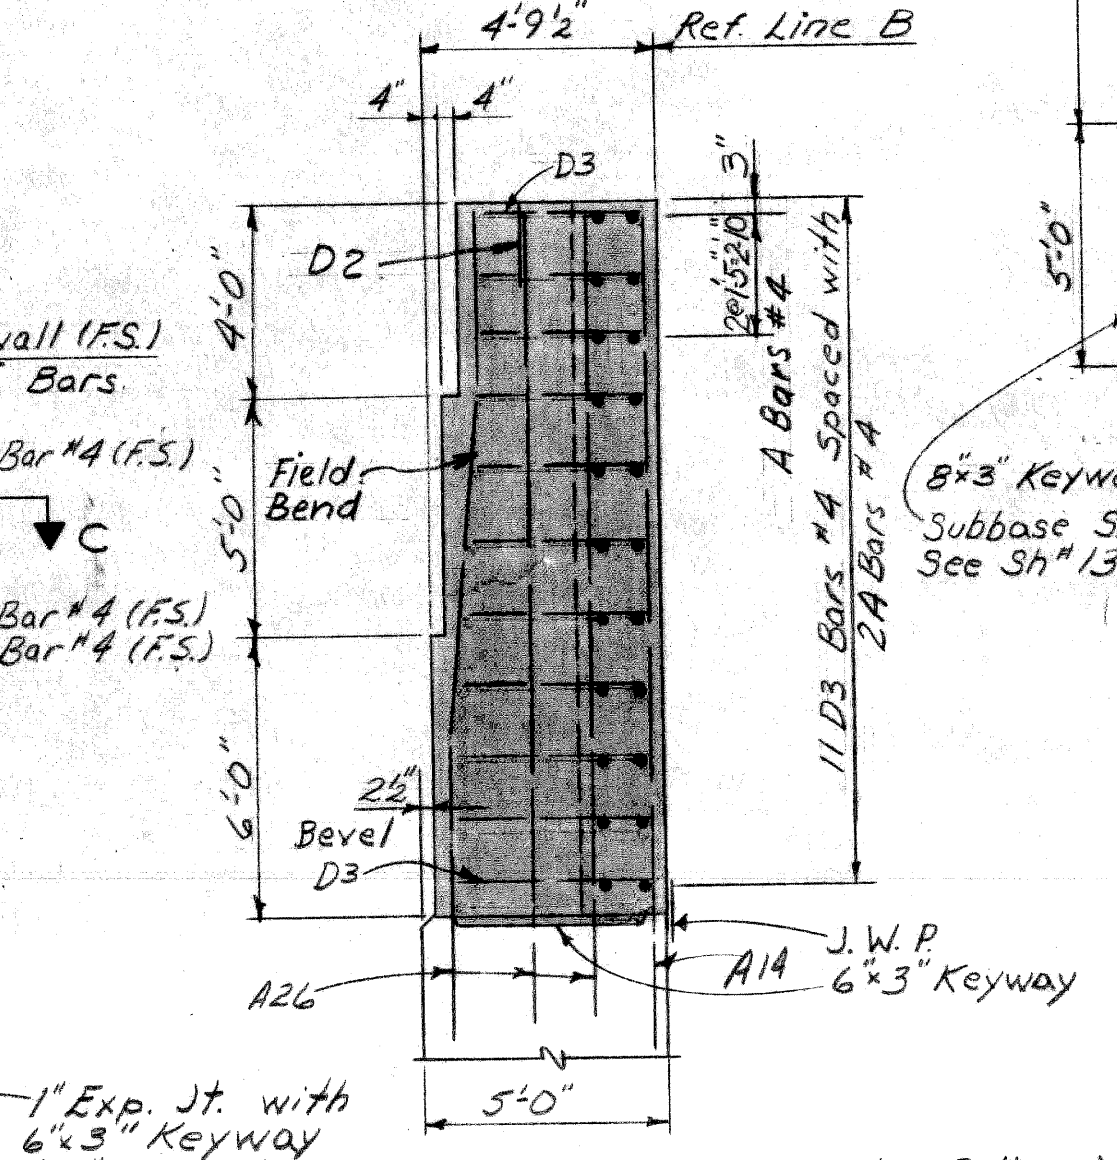 4'-9½"
Ref. Line B
4"
4"
D3
3"
D2
2@1'-5"=2'-10"
A Bars #4
4'-0"
5'-0"
wall (F.S.)
Bars
Bar #4 (F.S.)
C
Field
Bend
11 D3 Bars #4 Spaced with
2A Bars #4
8"x3" Keyway
Subbase
See Sh #13
5'-0"
Bar #4 (F.S.)
Bar #4 (F.S.)
6'-0"
2½"
Bevel
D3
J.W.P.
6"x3" Keyway
A14
A26
5'-0"
1" Exp. Jt. with
6"x3" Keyway